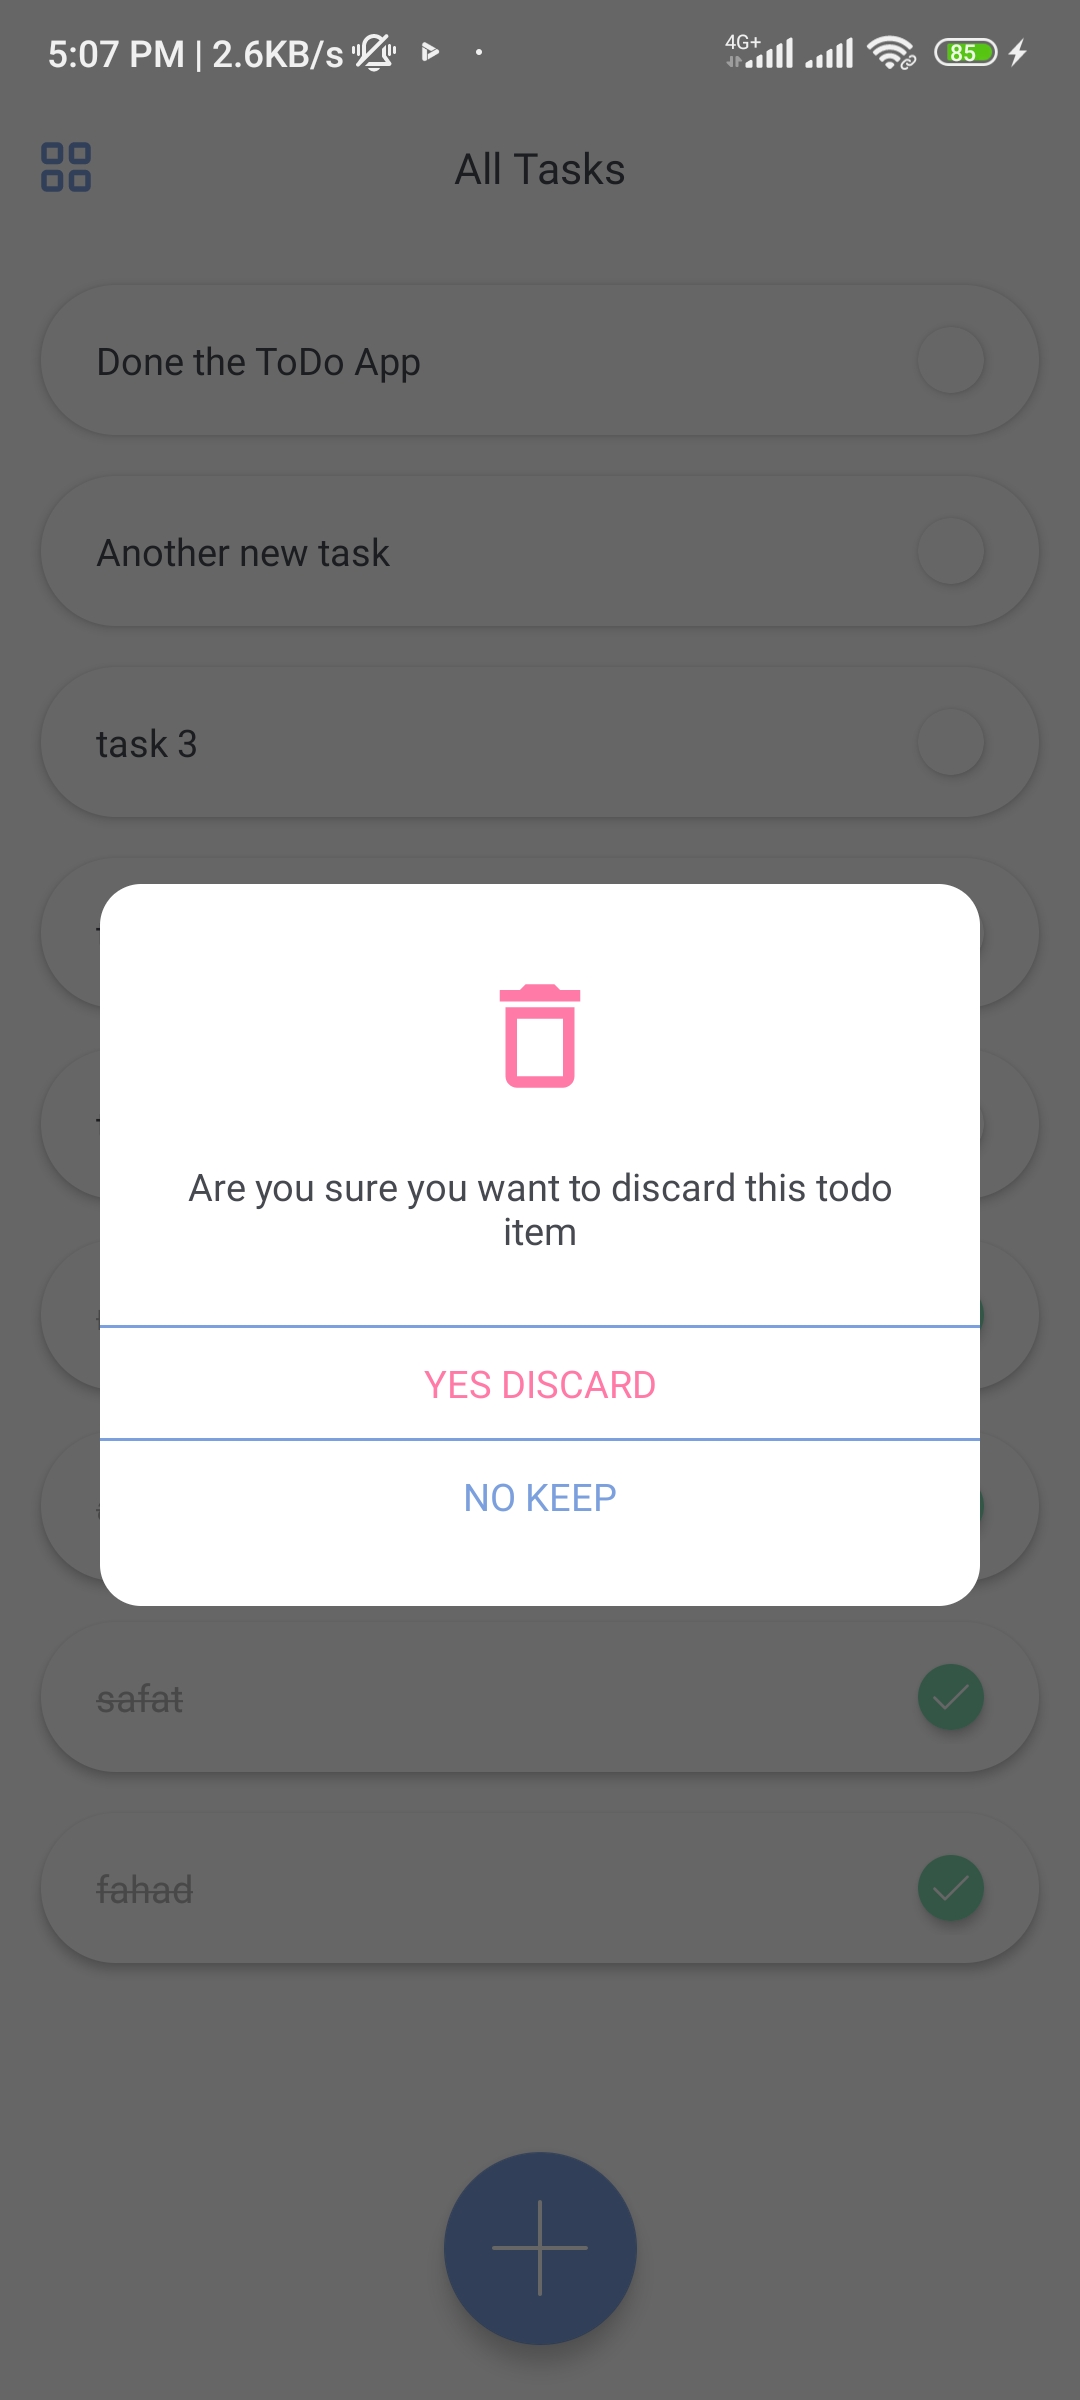 5:07 PM | 2.6KB/s
4G+
85
All Tasks
Done the ToDo App
Another new task
task 3
Are you sure you want to discard this todo
item
YES DISCARD
NO KEEP
safat
fahad